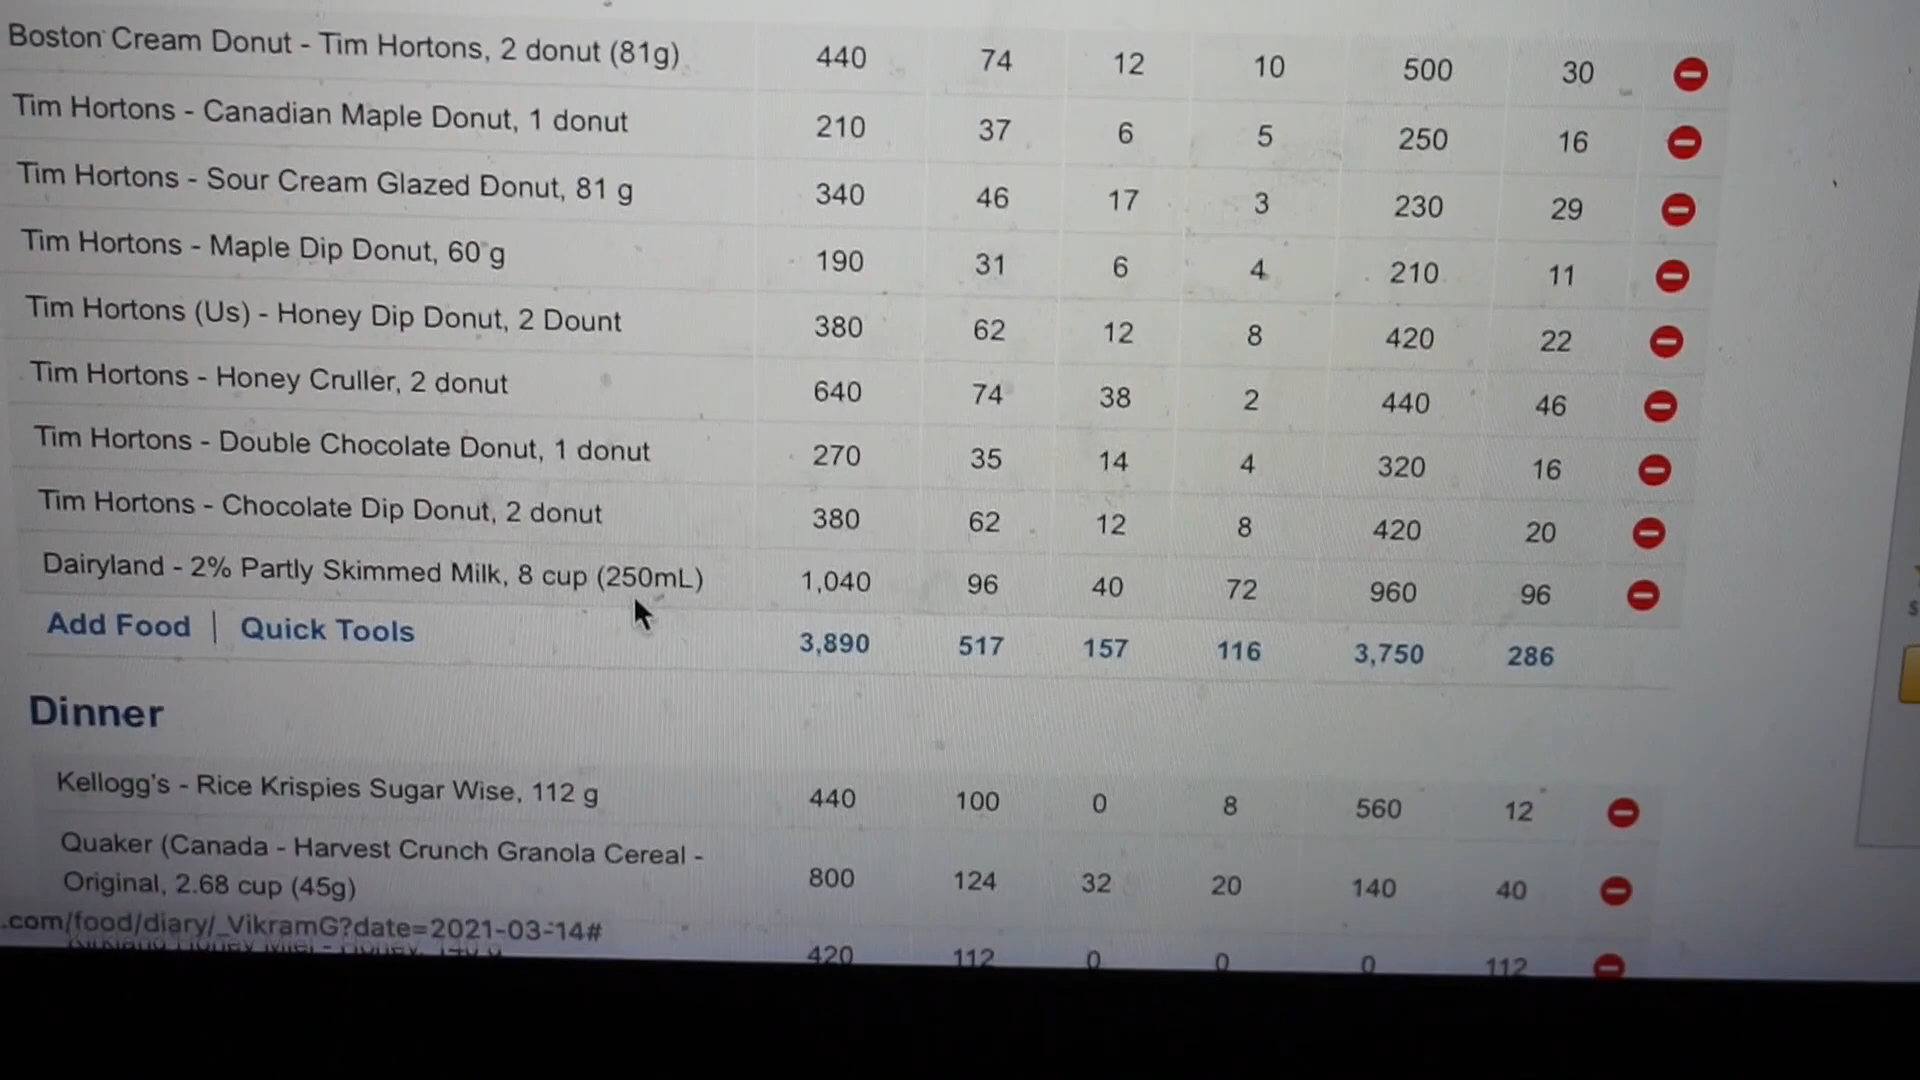 Boston Cream Donut - Tim Hortons, 2 donut (81g) 440 74 12 10 500 30
Tim Hortons - Canadian Maple Donut, 1 donut 210 37 6 5 250 16
Tim Hortons - Sour Cream Glazed Donut, 81 g 340 46 17 3 230 29
Tim Hortons - Maple Dip Donut, 60 g 190 31 6 4 210 11
Tim Hortons (Us) - Honey Dip Donut, 2 Dount 380 62 12 8 420 22
Tim Hortons - Honey Cruller, 2 donut 640 74 38 2 440 46
Tim Hortons - Double Chocolate Donut, 1 donut 270 35 14 4 320 16
Tim Hortons - Chocolate Dip Donut, 2 donut 380 62 12 8 420 20
Dairyland - 2% Partly Skimmed Milk, 8 cup (250mL) 1,040 96 40 72 960 96
Add Food | Quick Tools 3,890 517 157 116 3,750 286
Dinner
Kellogg's - Rice Krispies Sugar Wise, 112 g 440 100 0 8 560 12
Quaker (Canada - Harvest Crunch Granola Cereal -
Original, 2.68 cup (45g) 800 124 32 20 140 40
.com/food/diary/_VikramG?date=2021-03-14#
Honey, 140 g 420 112 0 0 0 112